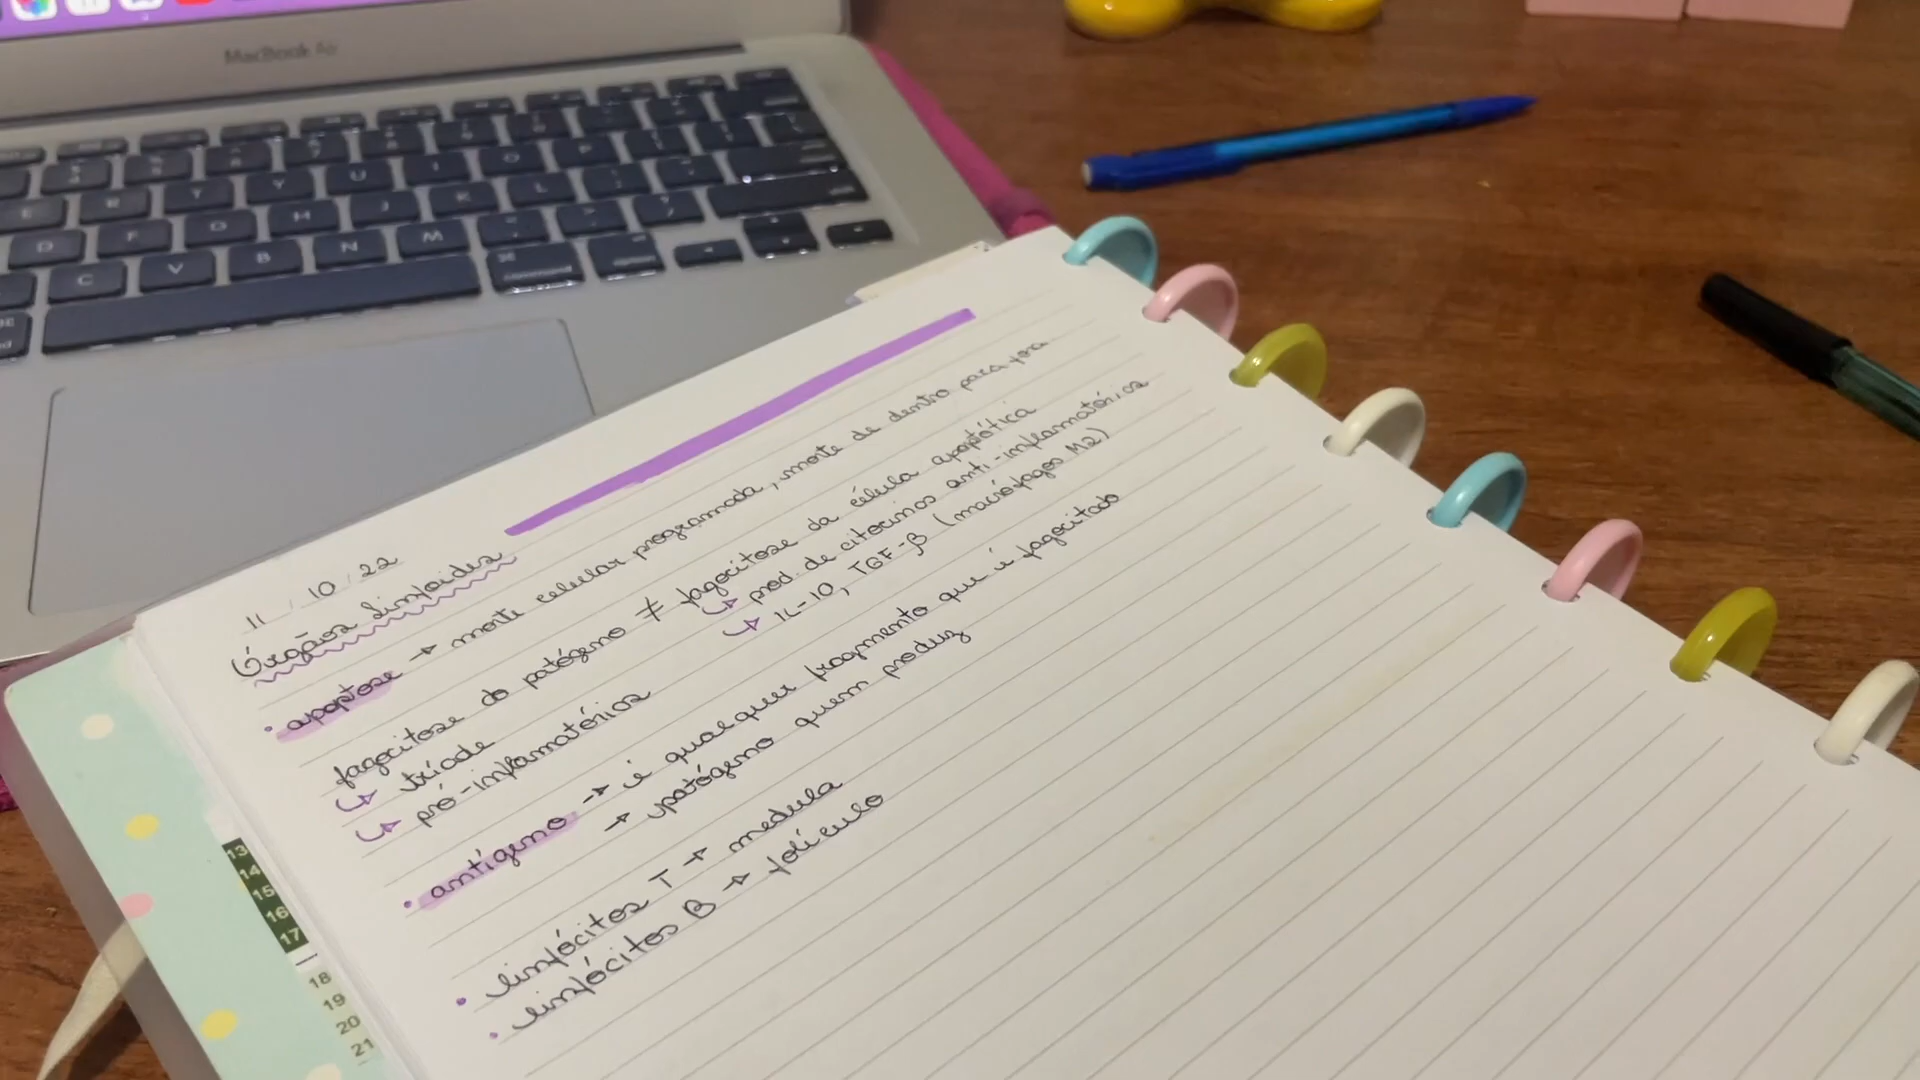 MacBook Air
E R T Y U I O P
D F G H J K L
C V B N M
command
11 / 10 / 22
Órgãos linfoides
• apoptose → morte celular programada, morte de dentro para fora
fagocitose do patógeno ≠ fagocitose da célula apoptótica
↳ tríade ↳ prod. de citocinas anti-inflamatórios
↳ pró-inflamatórios ↳ IL-10, TGF-β (macrófagos M2)
• antígeno → é qualquer fragmento que é fagocitado
→ patógeno quem produz
• linfócitos T → medula
• linfócitos B → folículo
13
14
15
16
17
18
19
20
21